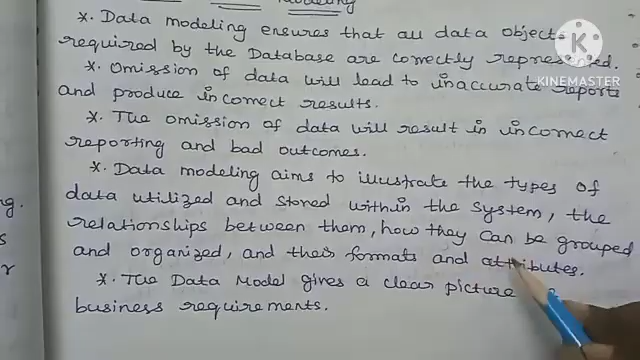 Modeling
*. Data modeling ensures that all data object
required by the Database are correctly represented.
*. Omission of data will lead to inaccurate reports
and produce incorrect results.
*. The omission of data will result in incorrect
reporting and bad outcomes.
*. Data modeling aims to illustrate the types of
data utilized and stored within the system, the
relationships between them, how they can be grouped
and organized, and their formats and attributes.
*. The Data Model gives a clear picture
business requirements.
ng.
s
r
K
KINEMASTER